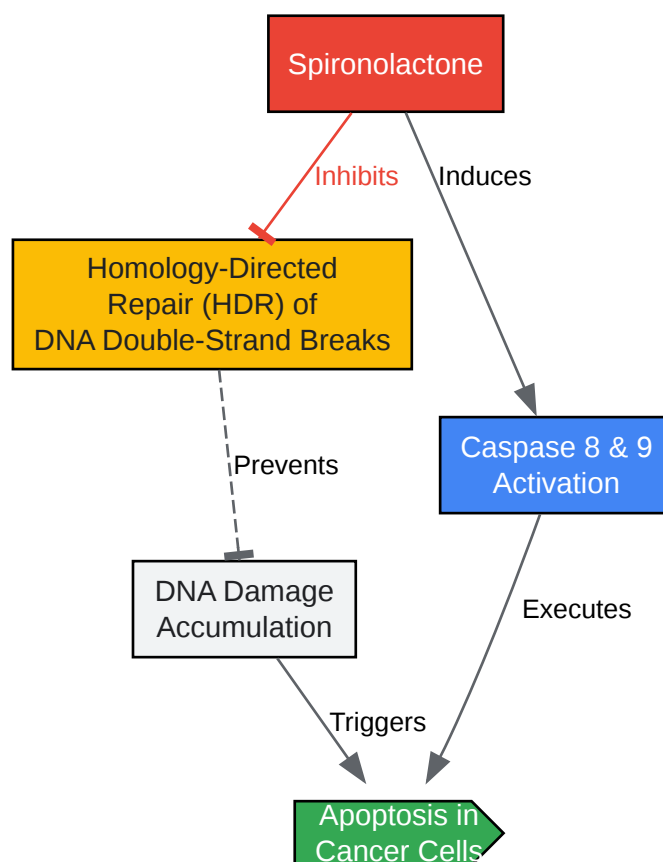 Spironolactone
Inhibits
Induces
Homology-Directed
Repair (HDR) of
DNA Double-Strand Breaks
Caspase 8 & 9
Activation
Prevents
DNA Damage
Accumulation
Executes
Triggers
Apoptosis in
Cancer Cells